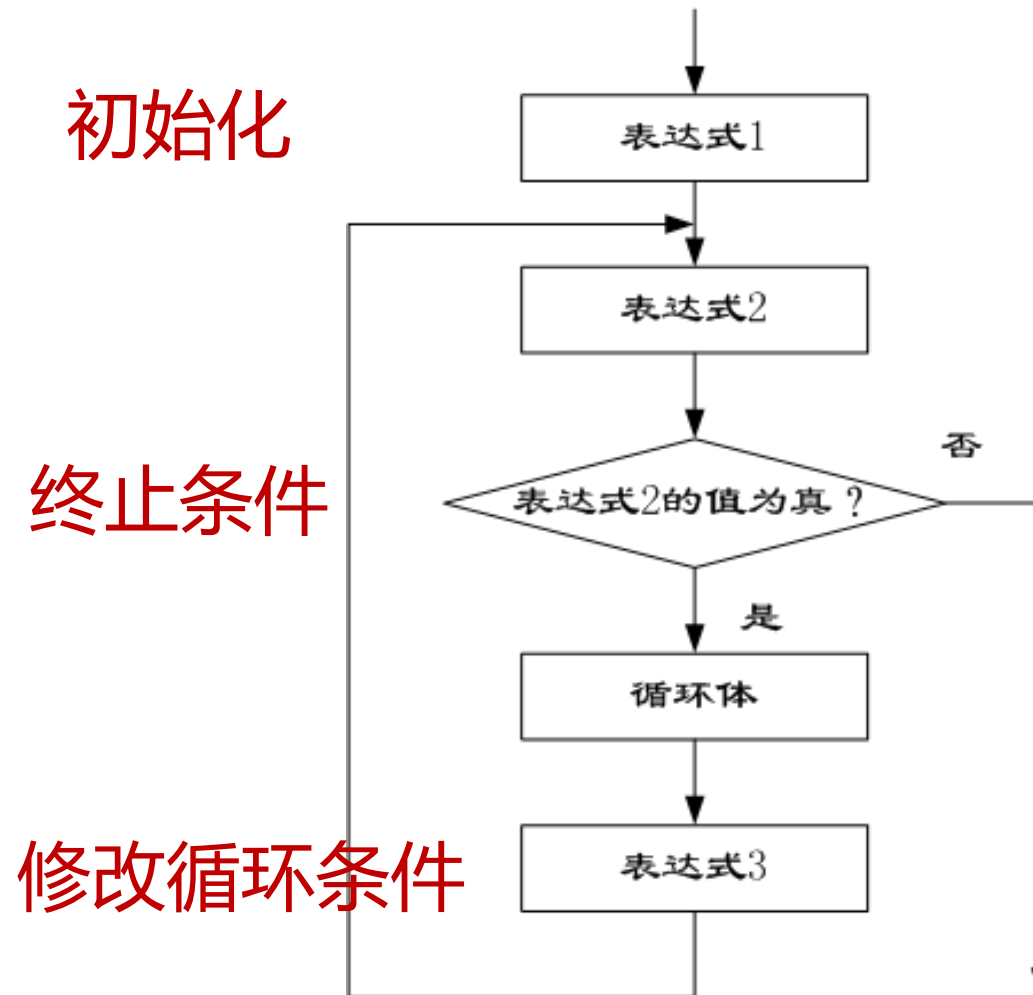 初始化
表达式1
表达式2
否
终止条件
表达式2的值为真？
是
循环体
修改循环条件
表达式3